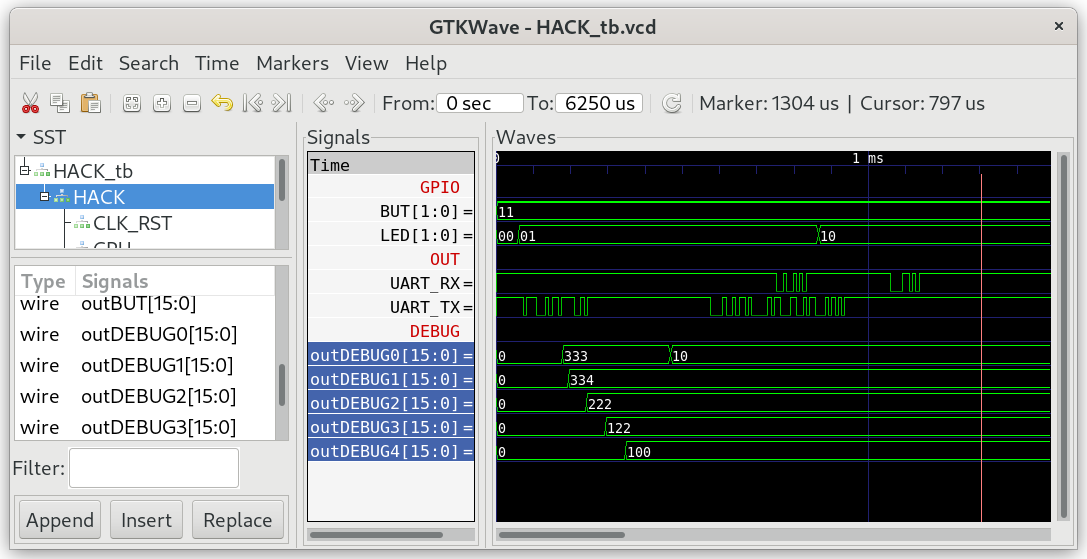 GTKWave - HACK_tb.vcd ×
File Edit Search Time Markers View Help
From: 0 sec To: 6250 us Marker: 1304 us | Cursor: 797 us
SST
HACK_tb
HACK
CLK_RST
CPU
Type Signals
wire outBUT[15:0]
wire outDEBUG0[15:0]
wire outDEBUG1[15:0]
wire outDEBUG2[15:0]
wire outDEBUG3[15:0]
Filter:
Append Insert Replace
Signals
Time
GPIO
BUT[1:0]=
LED[1:0]=
OUT
UART_RX=
UART_TX=
DEBUG
outDEBUG0[15:0]=
outDEBUG1[15:0]=
outDEBUG2[15:0]=
outDEBUG3[15:0]=
outDEBUG4[15:0]=
Waves
0 1 ms
11
00 01 10
0 333 10
0 334
0 222
0 122
0 100